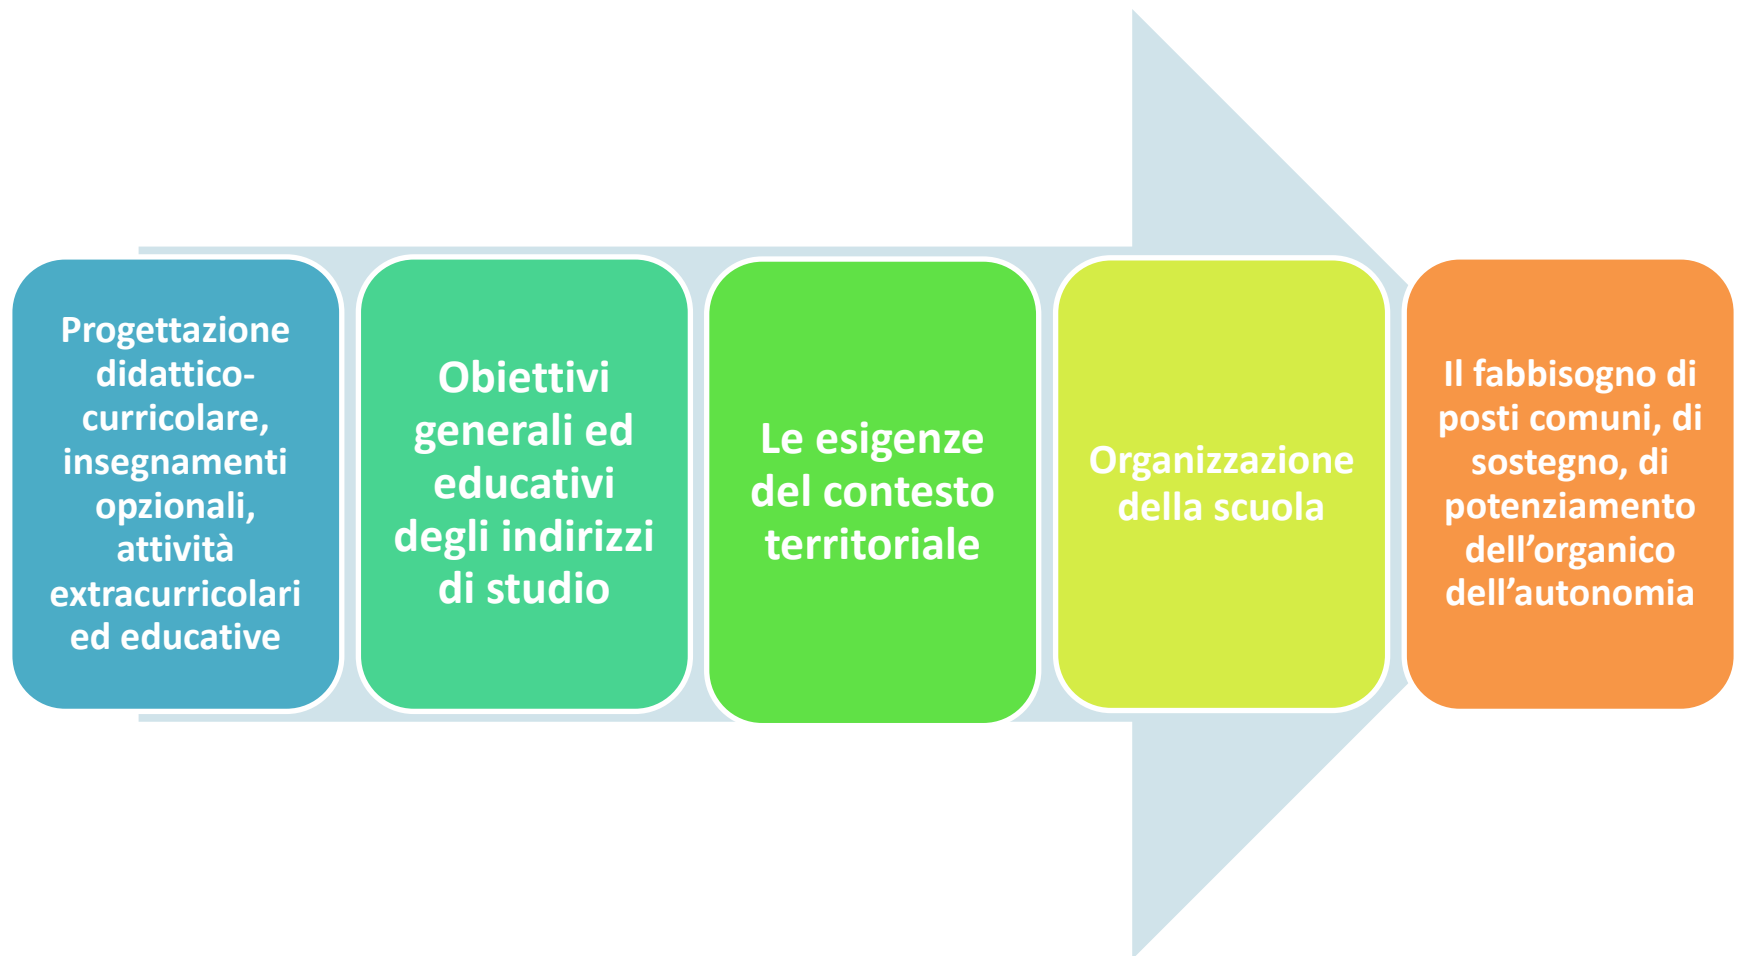 Progettazione
didattico-
curricolare,
insegnamenti
opzionali,
attività
extracurricolari
ed educative
Obiettivi
generali ed
educativi
degli indirizzi
di studio
Le esigenze
del contesto
territoriale
Organizzazione
della scuola
Il fabbisogno di
posti comuni, di
sostegno, di
potenziamento
dell’organico
dell’autonomia